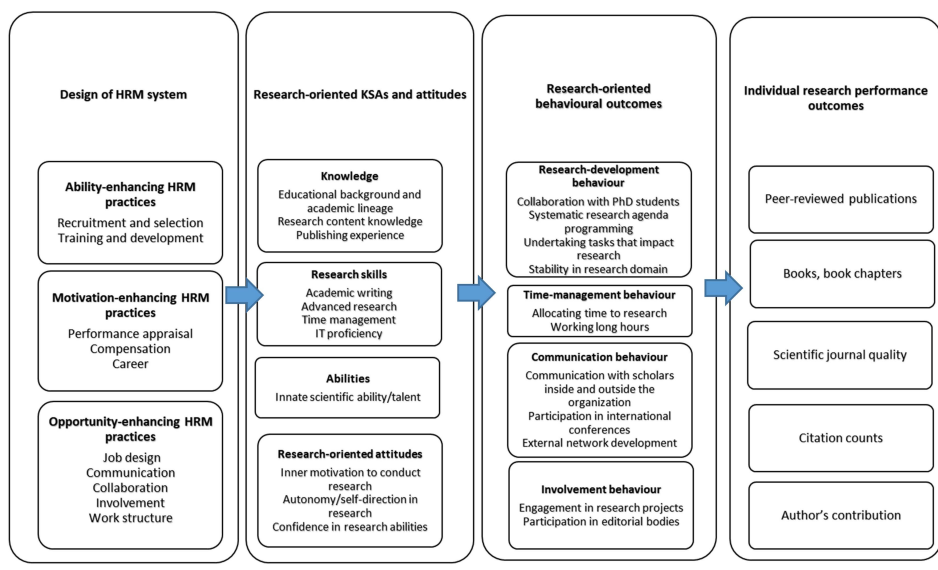 Design of HRM system
Ability-enhancing HRM
practices
Recruitment and selection
Training and development
Motivation-enhancing HRM
practices
Performance appraisal
Compensation
Career
Opportunity-enhancing HRM
practices
Job design
Communication
Collaboration
Involvement
Work structure
Research-oriented KSAs and attitudes
Knowledge
Educational background and
academic lineage
Research content knowledge
Publishing experience
Research skills
Academic writing
Advanced research
Time management
IT proficiency
Abilities
Innate scientific ability/talent
Research-oriented attitudes
Inner motivation to conduct
research
Autonomy/self-direction in
research
Confidence in research abilities
Research-oriented
behavioural outcomes
Research-development
behaviour
Collaboration with PhD students
Systematic research agenda
programming
Undertaking tasks that impact
research
Stability in research domain
Time-management behaviour
Allocating time to research
Working long hours
Communication behaviour
Communication with scholars
inside and outside the
organization
Participation in international
conferences
External network development
Involvement behaviour
Engagement in research projects
Participation in editorial bodies
Individual research performance
outcomes
Peer-reviewed publications
Books, book chapters
Scientific journal quality
Citation counts
Author's contribution